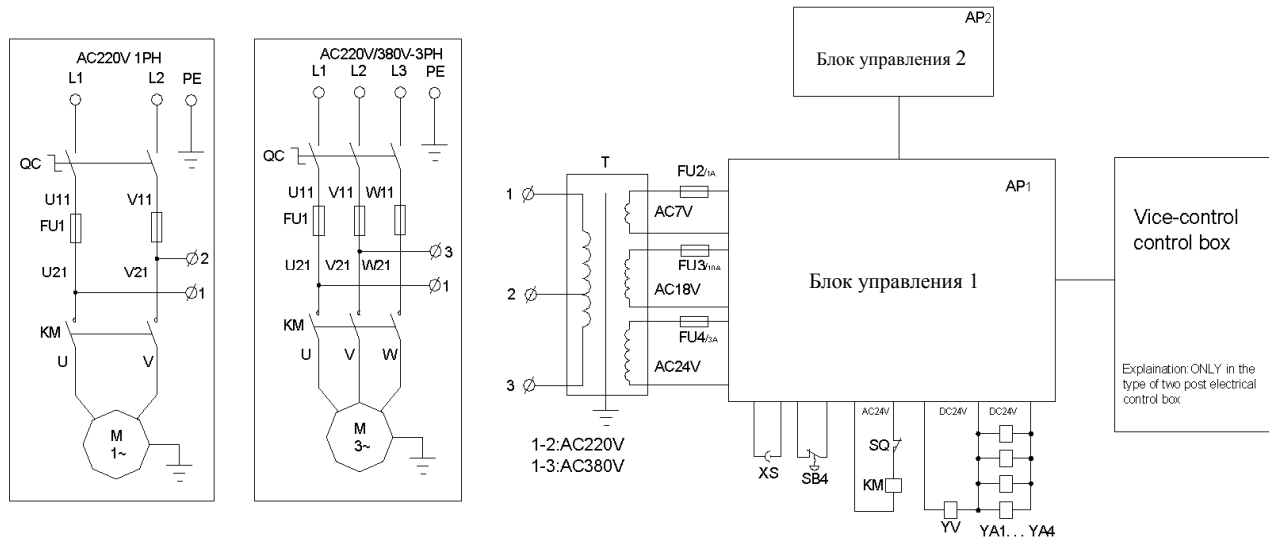 AC220V 1PH
L1 L2 PE
QC
U11 V11
FU1
2
U21 V21
1
KM
U V
M
1~
AC220V/380V-3PH
L1 L2 L3 PE
QC
U11 V11 W11
FU1
3
U21 V21 W21
1
KM
U V W
M
3~
T
1
2
3
FU2/1A
AC7V
FU3/10A
AC18V
FU4/3A
AC24V
1-2:AC220V
1-3:AC380V
AP2
Блок управления 2
AP1
Блок управления 1
AC24V DC24V DC24V
XS SB4
SQ
KM
YV YA1...YA4
Vice-control
control box
Explaination:ONLY in the
type of two post electrical
control box